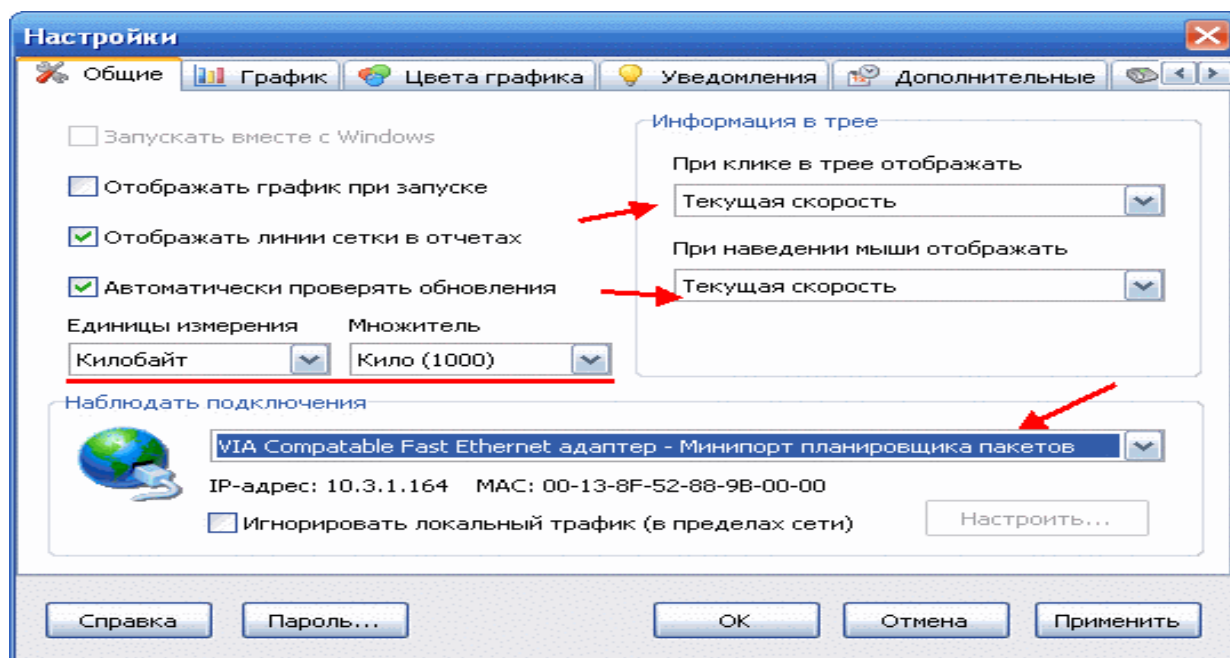 Настройки
Общие График Цвета графика Уведомления Дополнительные
Запускать вместе с Windows
Отображать график при запуске
Отображать линии сетки в отчетах
Автоматически проверять обновления
Единицы измерения Множитель
Килобайт Кило (1000)
Информация в трее
При клике в трее отображать
Текущая скорость
При наведении мыши отображать
Текущая скорость
Наблюдать подключения
VIA Compatable Fast Ethernet адаптер - Минипорт планировщика пакетов
IP-адрес: 10.3.1.164 MAC: 00-13-8F-52-88-9B-00-00
Игнорировать локальный трафик (в пределах сети) Настроить...
Справка Пароль... OK Отмена Применить